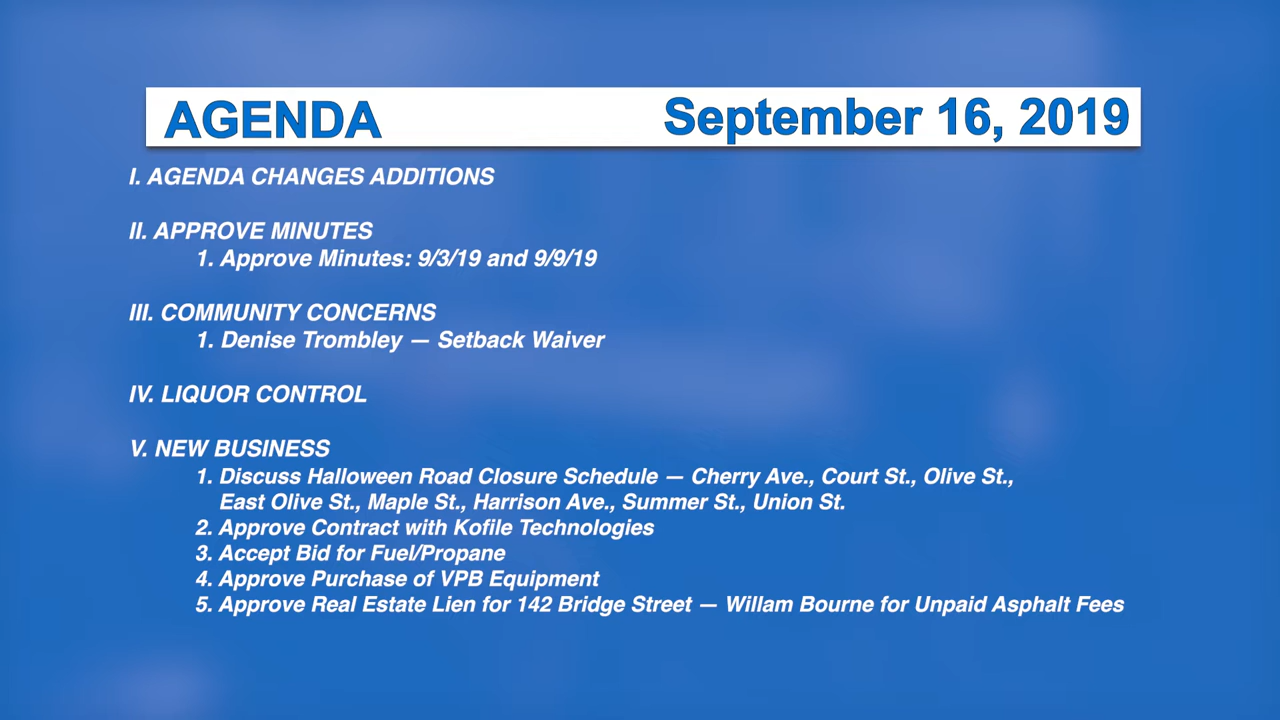 AGENDA September 16, 2019
I. AGENDA CHANGES ADDITIONS
II. APPROVE MINUTES
1. Approve Minutes: 9/3/19 and 9/9/19
III. COMMUNITY CONCERNS
1. Denise Trombley — Setback Waiver
IV. LIQUOR CONTROL
V. NEW BUSINESS
1. Discuss Halloween Road Closure Schedule — Cherry Ave., Court St., Olive St.,
East Olive St., Maple St., Harrison Ave., Summer St., Union St.
2. Approve Contract with Kofile Technologies
3. Accept Bid for Fuel/Propane
4. Approve Purchase of VPB Equipment
5. Approve Real Estate Lien for 142 Bridge Street — Willam Bourne for Unpaid Asphalt Fees